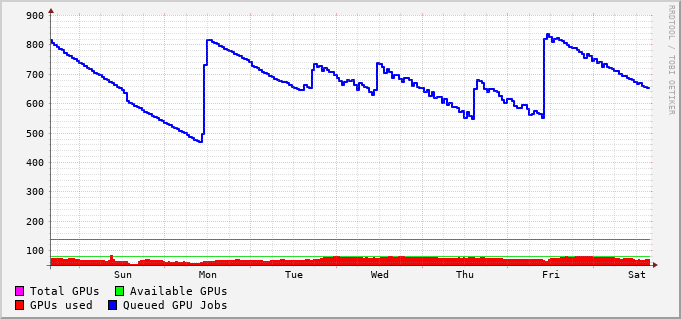 900
800
700
600
500
400
300
200
100
Sun Mon Tue Wed Thu Fri Sat
Total GPUs Available GPUs
GPUs used Queued GPU Jobs
RRDTOOL / TOBI OETIKER